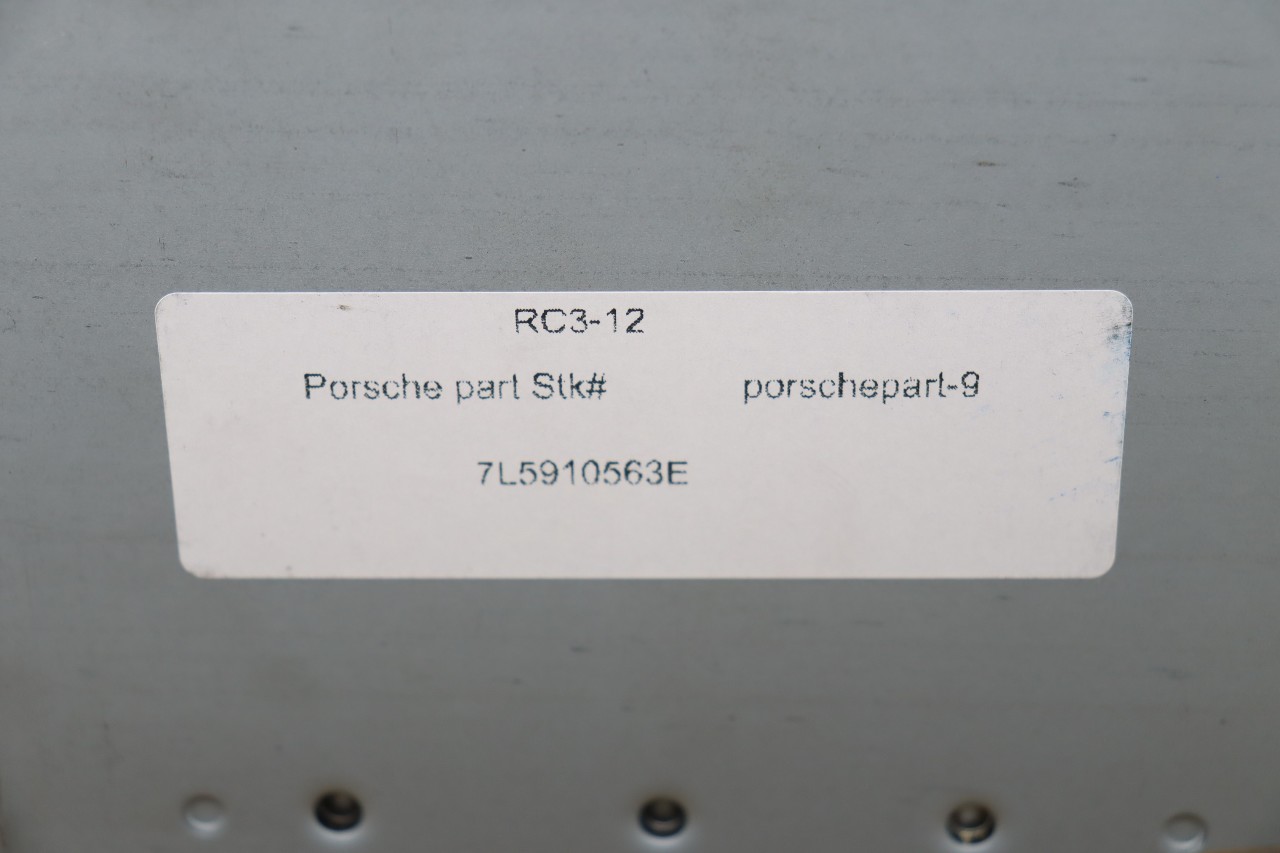 RC3-12
Porsche part Stk# porschepart-9
7L5910563E